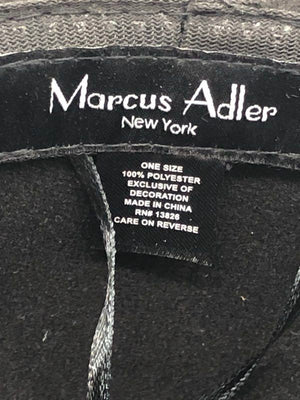 Marcus Adler
New York
ONE SIZE
100% POLYESTER
EXCLUSIVE OF
DECORATION
MADE IN CHINA
RN# 13826
CARE ON REVERSE